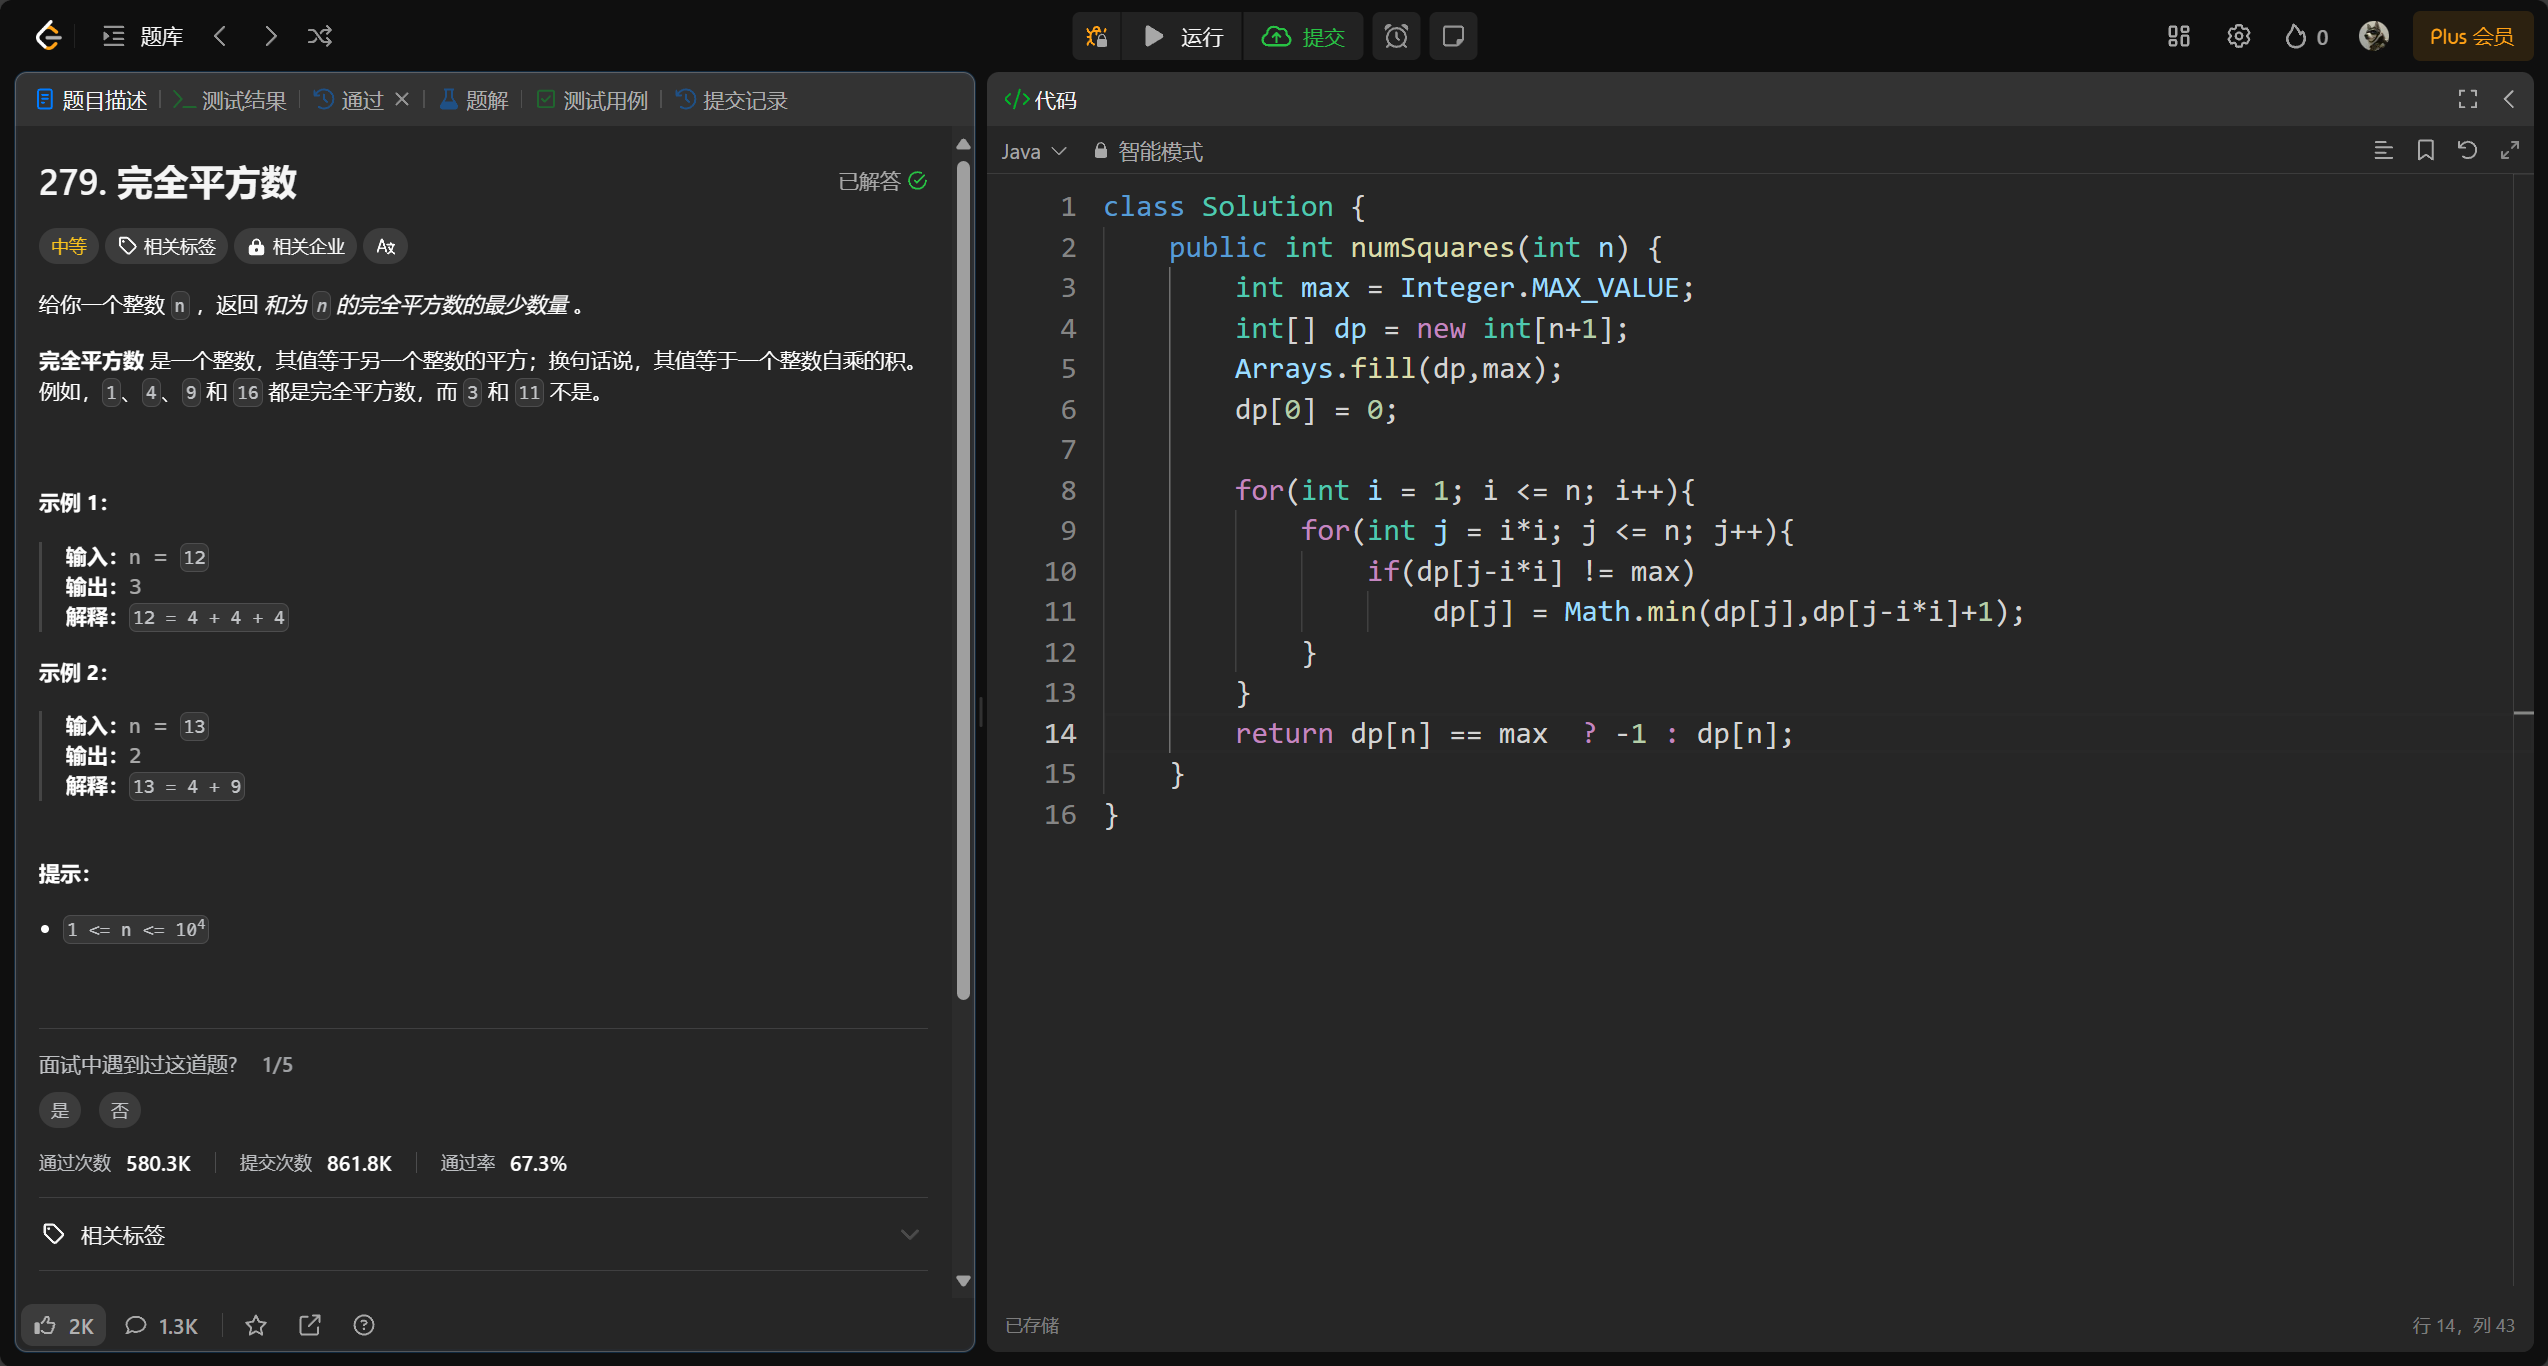 题库
运行
提交
0
Plus 会员
题目描述
测试结果
通过
题解
测试用例
提交记录
279. 完全平方数
已解答
中等
相关标签
相关企业
给你一个整数 n ，返回 和为 n 的完全平方数的最少数量 。
完全平方数 是一个整数，其值等于另一个整数的平方；换句话说，其值等于一个整数自乘的积。
例如，1、4、9 和 16 都是完全平方数，而 3 和 11 不是。
示例 1：
输入：n = 12
输出：3
解释：12 = 4 + 4 + 4
示例 2：
输入：n = 13
输出：2
解释：13 = 4 + 9
提示：
1 <= n <= 10⁴
面试中遇到过这道题? 1/5
是
否
通过次数 580.3K
提交次数 861.8K
通过率 67.3%
相关标签
2K
1.3K
</> 代码
Java
智能模式
1 class Solution {
2     public int numSquares(int n) {
3         int max = Integer.MAX_VALUE;
4         int[] dp = new int[n+1];
5         Arrays.fill(dp,max);
6         dp[0] = 0;
7
8         for(int i = 1; i <= n; i++){
9             for(int j = i*i; j <= n; j++){
10                 if(dp[j-i*i] != max)
11                     dp[j] = Math.min(dp[j],dp[j-i*i]+1);
12             }
13         }
14         return dp[n] == max  ? -1 : dp[n];
15     }
16 }
已存储
行 14，列 43